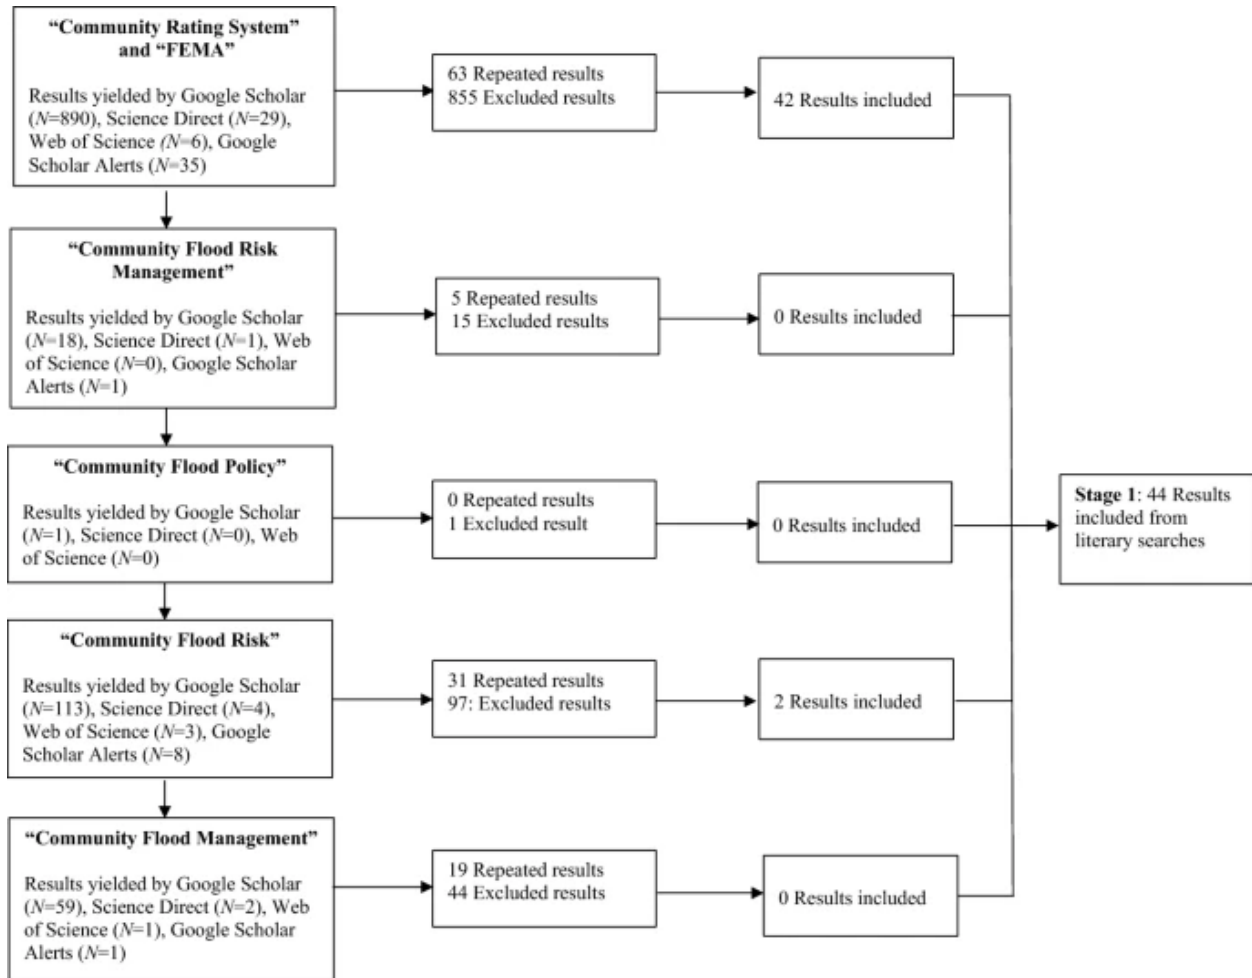 “Community Rating System”
and “FEMA”
Results yielded by Google Scholar
(N=890), Science Direct (N=29),
Web of Science (N=6), Google
Scholar Alerts (N=35)
63 Repeated results
855 Excluded results
42 Results included
“Community Flood Risk
Management”
Results yielded by Google Scholar
(N=18), Science Direct (N=1), Web
of Science (N=0), Google Scholar
Alerts (N=1)
5 Repeated results
15 Excluded results
0 Results included
“Community Flood Policy”
Results yielded by Google Scholar
(N=1), Science Direct (N=0), Web
of Science (N=0)
0 Repeated results
1 Excluded result
0 Results included
Stage 1: 44 Results
included from
literary searches
“Community Flood Risk”
Results yielded by Google Scholar
(N=113), Science Direct (N=4),
Web of Science (N=3), Google
Scholar Alerts (N=8)
31 Repeated results
97: Excluded results
2 Results included
“Community Flood Management”
Results yielded by Google Scholar
(N=59), Science Direct (N=2), Web
of Science (N=1), Google Scholar
Alerts (N=1)
19 Repeated results
44 Excluded results
0 Results included